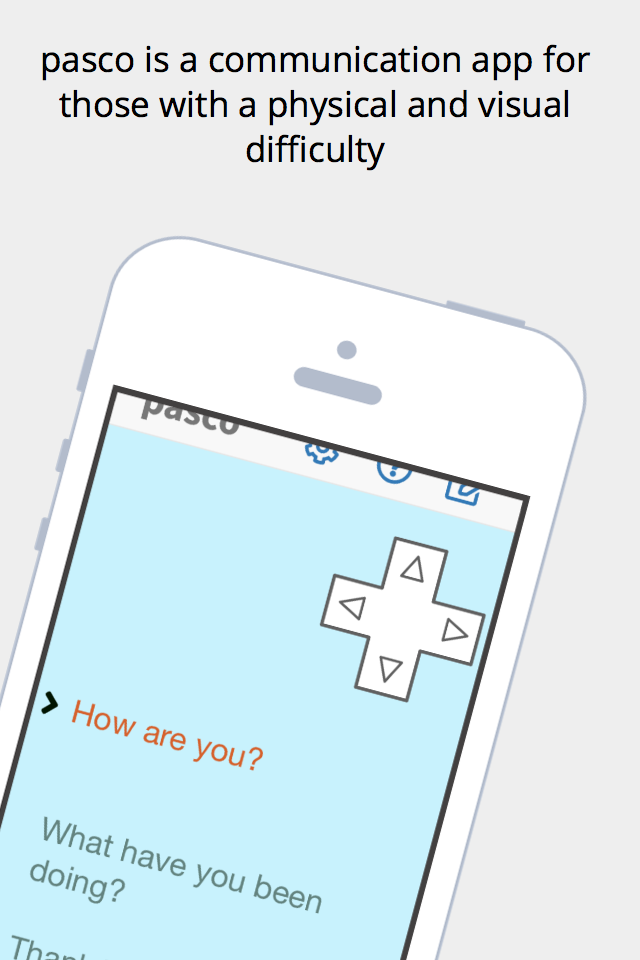 pasco is a communication app for
those with a physical and visual
difficulty
pasco
How are you?
What have you been
doing?